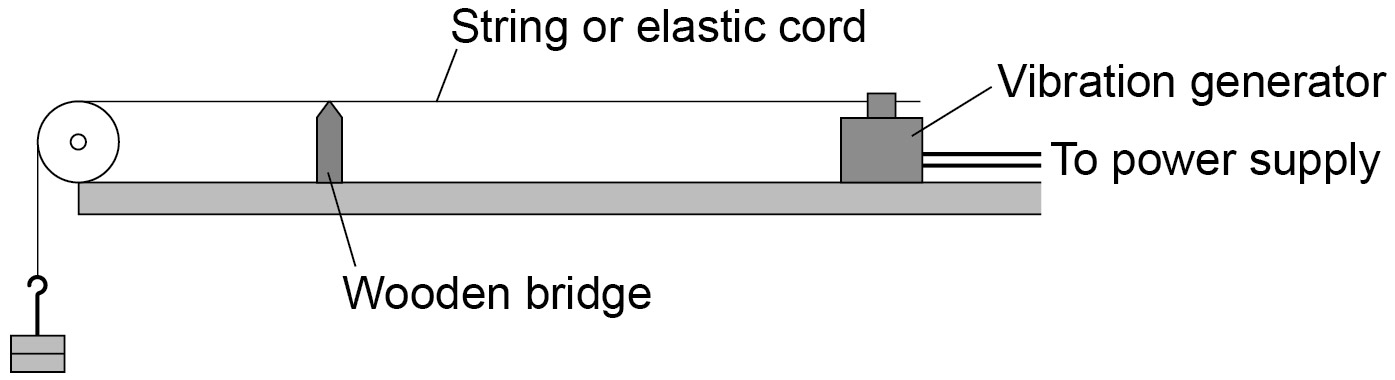 String or elastic cord
Vibration generator
To power supply
Wooden bridge